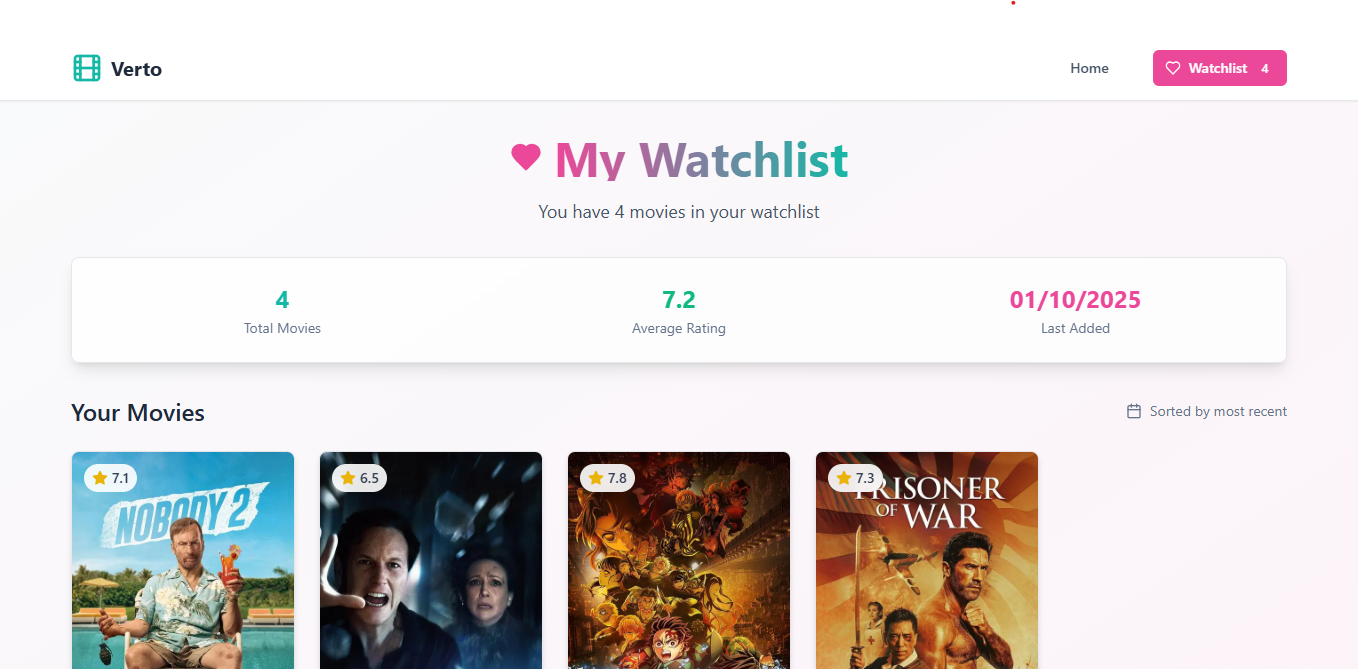 Verto
Home
Watchlist 4
My Watchlist
You have 4 movies in your watchlist
4
Total Movies
7.2
Average Rating
01/10/2025
Last Added
Your Movies
Sorted by most recent
7.1
NOBODY 2
6.5
7.8
7.3
PRISONER
OF WAR